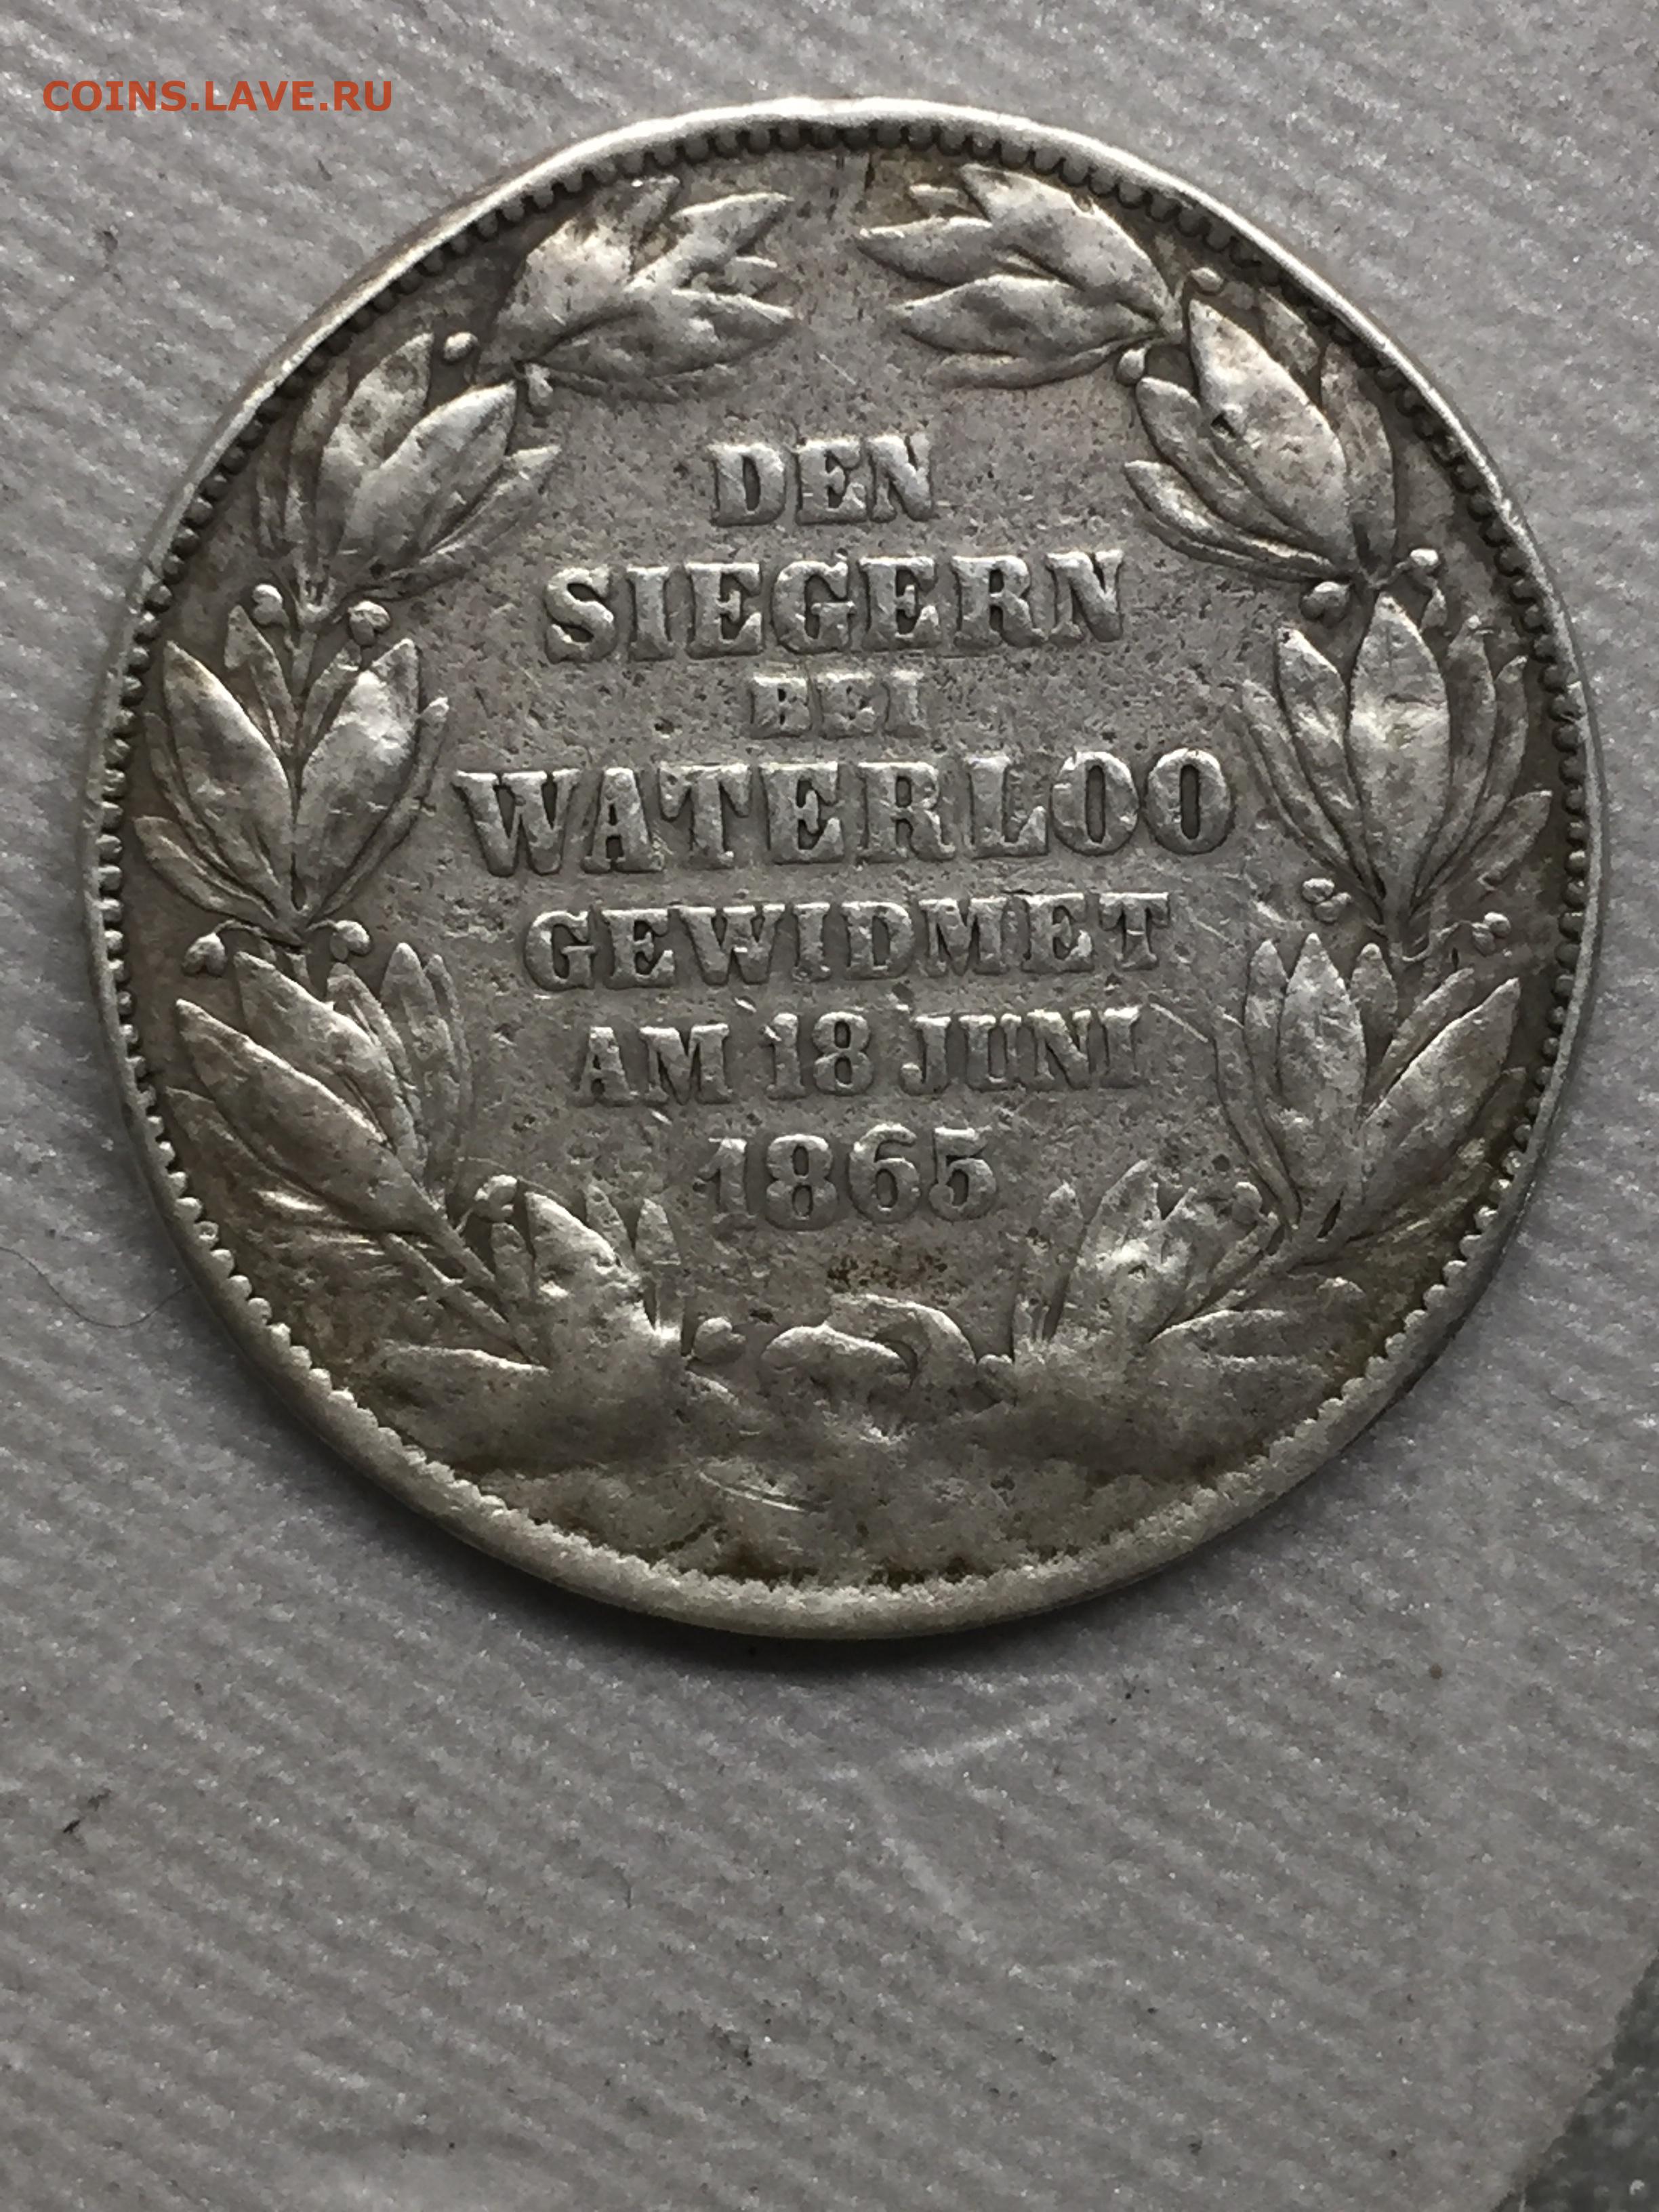 COINS.LAVE.RU
DEN
SIEGERN
BEI
WATERLOO
GEWIDMET
AM 18 JUNI
1865